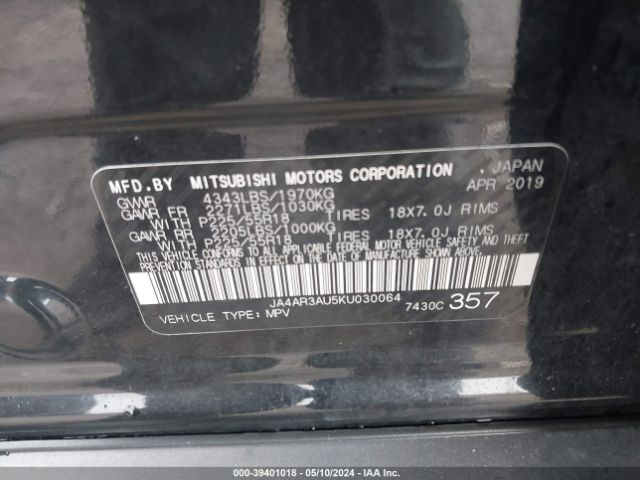 MFD.BY MITSUBISHI MOTORS CORPORATION . JAPAN
GVWR 4343LBS/1970KG APR 2019
GAWR FR 2271LBS/1030KG
WITH P225/55R18 TIRES 18X7.0J RIMS
GAWR RR 2205LBS/1000KG
WITH P225/55R18 TIRES 18X7.0J RIMS
THIS VEHICLE CONFORMS TO ALL APPLICABLE FEDERAL MOTOR VEHICLE SAFETY AND THEFT
PREVENTION STANDARDS IN EFFECT ON THE DATE OF MANUFACTURE SHOWN ABOVE.
JA4AR3AU5KU030064
VEHICLE TYPE:MPV 7430C 357
000-39401018 - 05/10/2024 - IAA Inc.